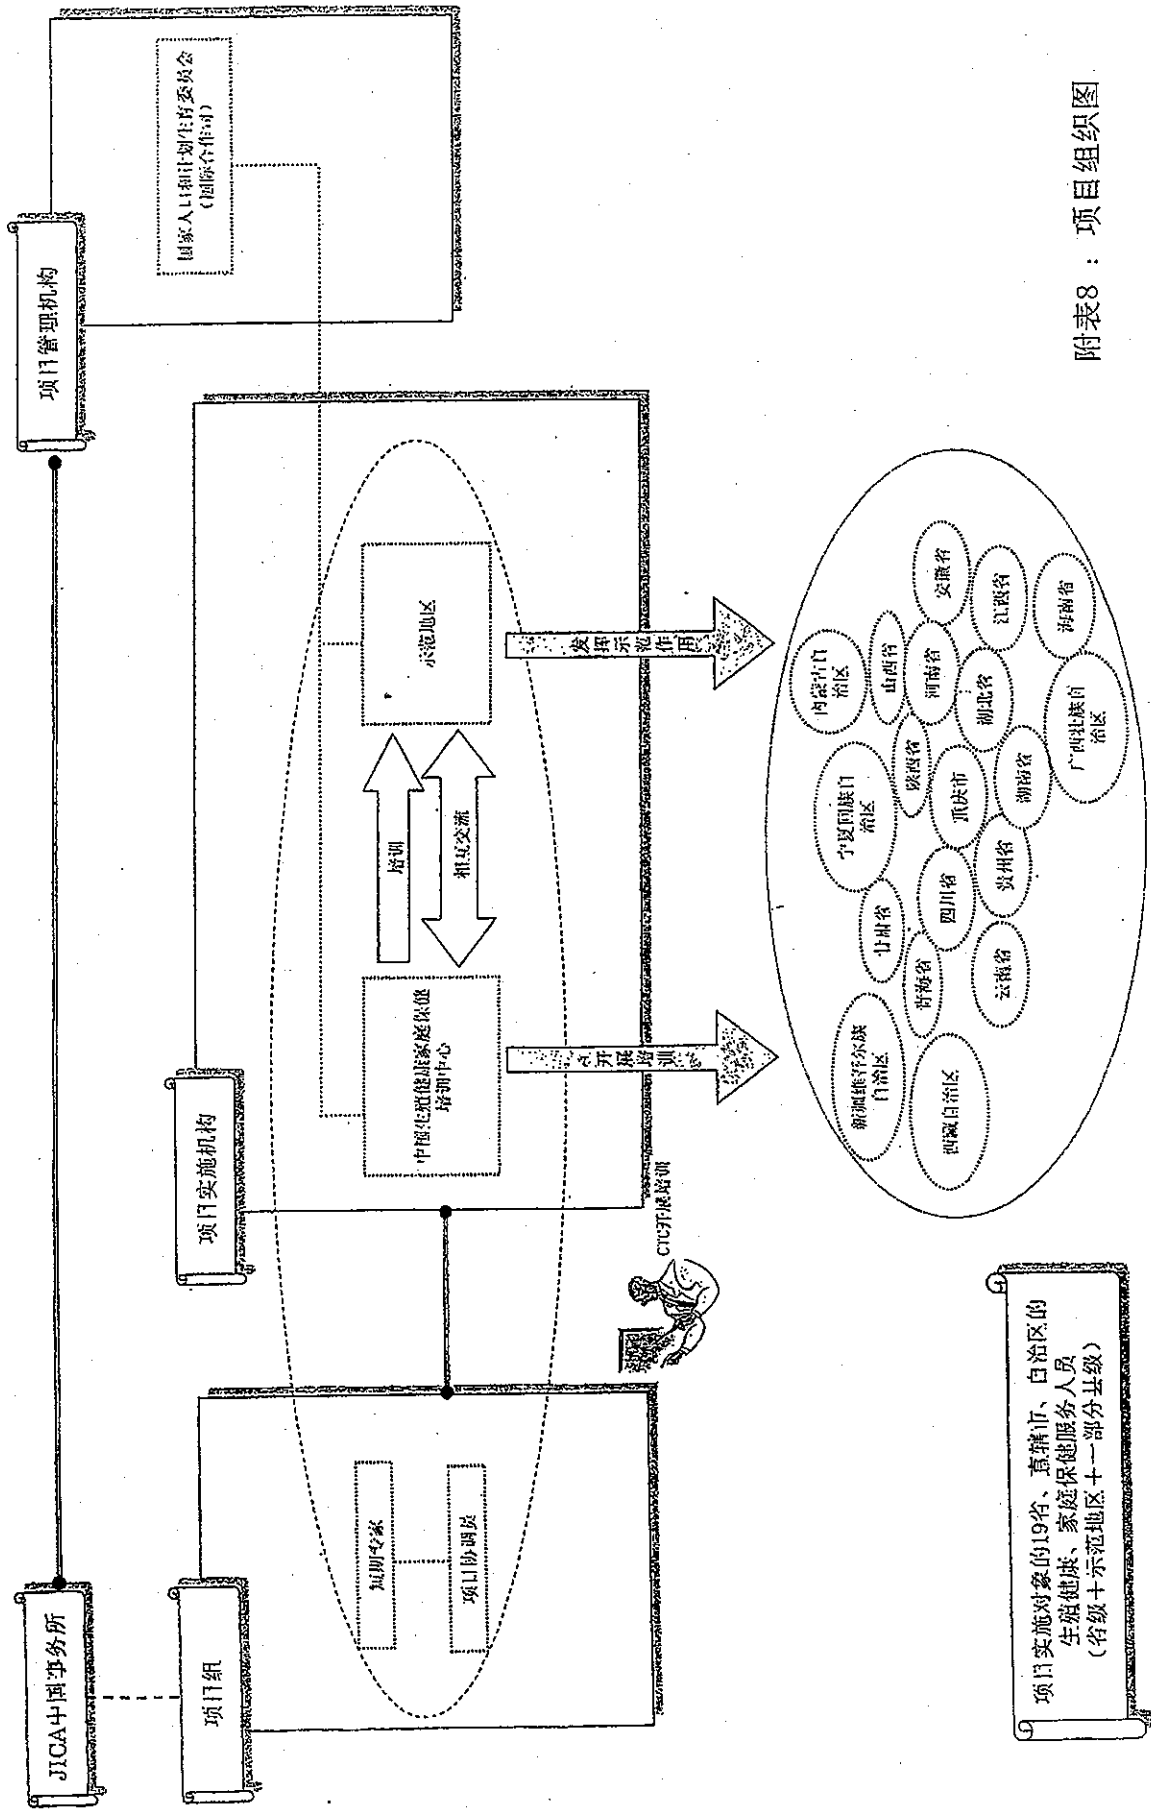 附表8 ： 项目组织图
JICA中国事务所
项目管理机构
国家人口和计划生育委员会
（国际合作司）
项目组
短期专家
项目协调员
项目实施机构
中国生殖健康家庭保健
培训中心
培训
相互交流
示范地区
CTC开展培训
开展培训
发挥示范作用
新疆维吾尔族
自治区
西藏自治区
甘肃省
青海省
宁夏回族自
治区
内蒙古自
治区
陕西省
山西省
四川省
重庆市
河南省
安徽省
云南省
贵州省
湖南省
湖北省
江西省
广西壮族自
治区
海南省
项目实施对象的19省、直辖市、自治区的
生殖健康、家庭保健服务人员
（省级＋示范地区＋一部分县级）